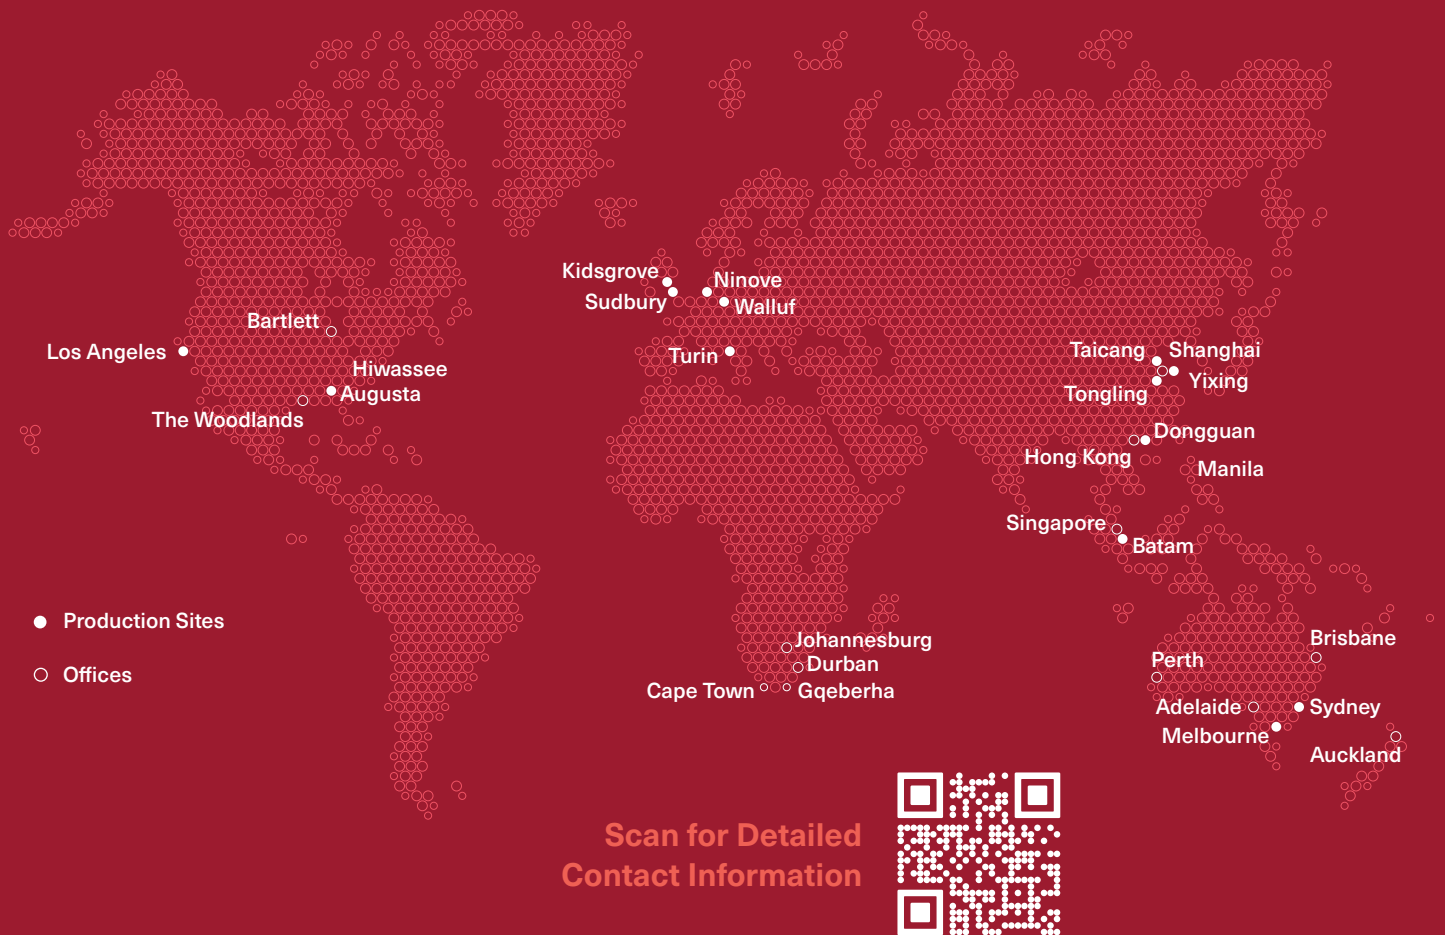 Kidsgrove
Ninove
Sudbury
Walluf
Bartlett
Los Angeles
Turin
Taicang
Shanghai
Hiwassee
Yixing
Augusta
Tongling
The Woodlands
Dongguan
Hong Kong
Manila
Singapore
Batam
Production Sites
Johannesburg
Brisbane
Perth
Durban
Offices
Cape Town
Gqeberha
Adelaide
Sydney
Melbourne
Auckland
Scan for Detailed
Contact Information